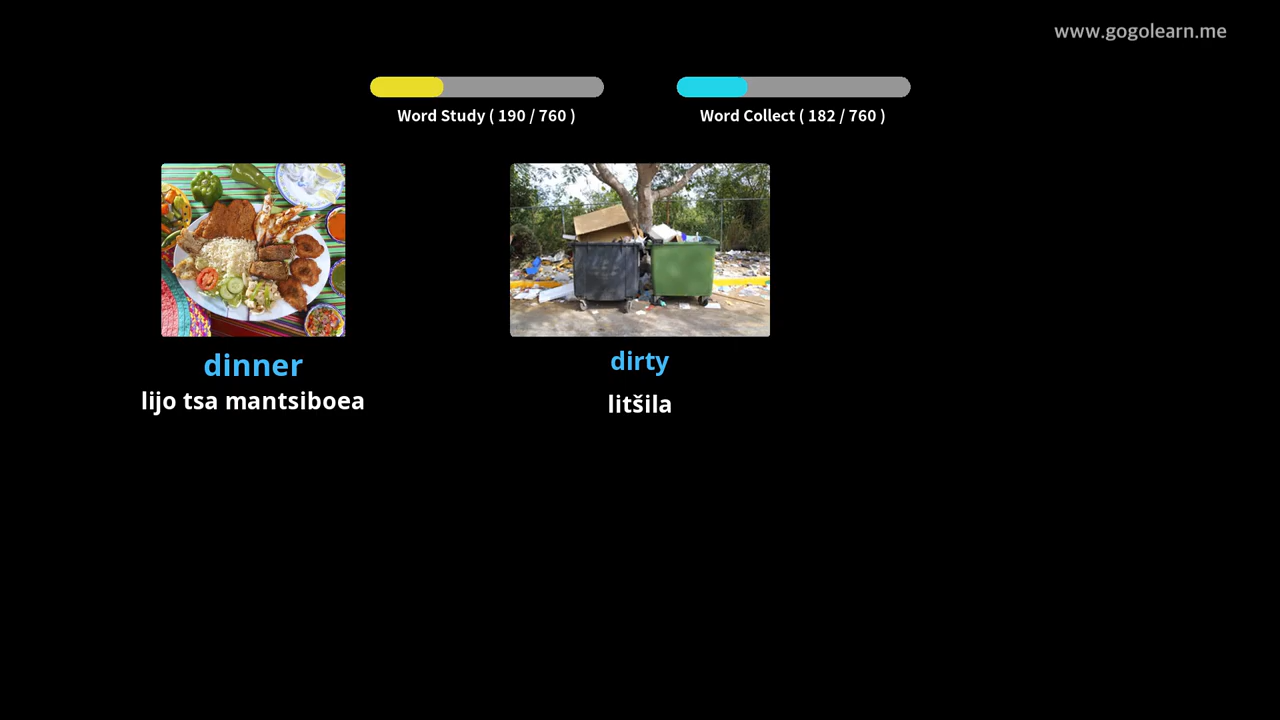 www.gogolearn.me
Word Study ( 190 / 760 )
Word Collect ( 182 / 760 )
dinner
lijo tsa mantsiboea
dirty
litšila